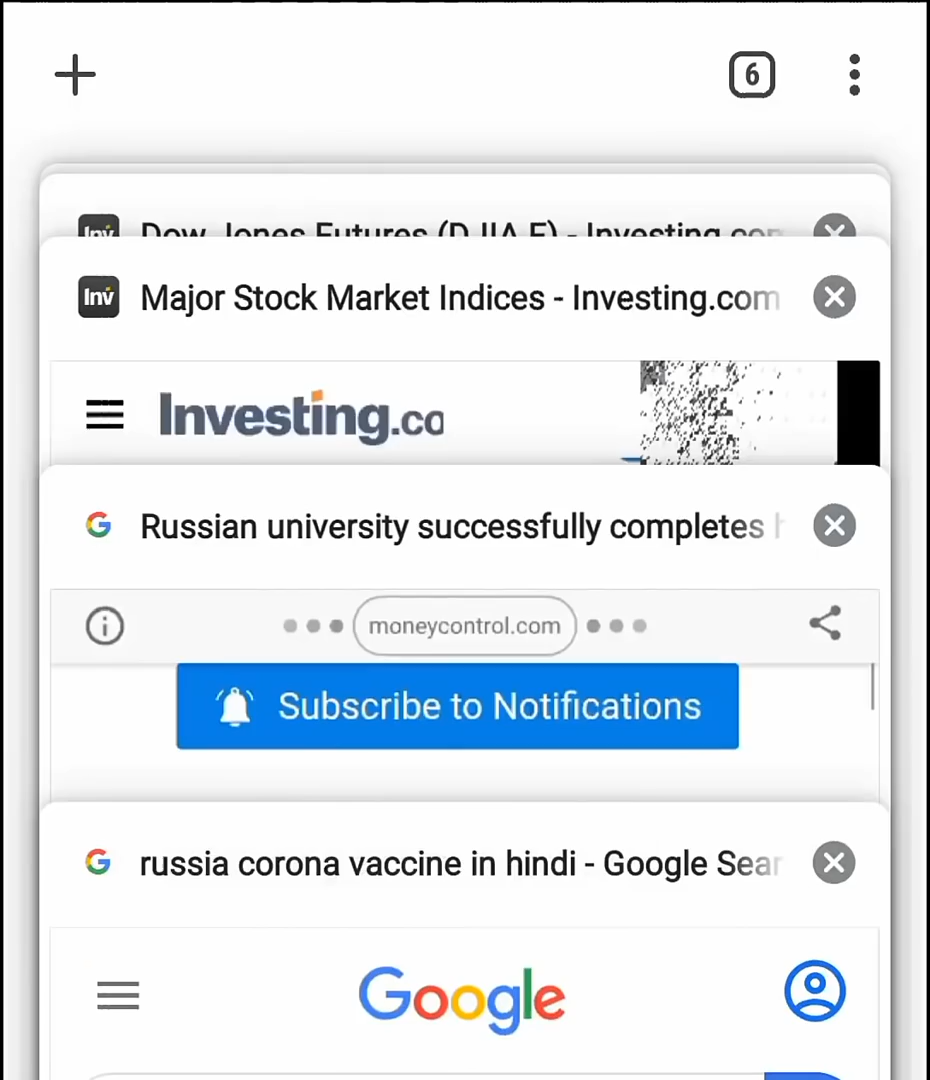 6
Inv Dow Jones Futures (DJIA F) - Investing.com
Inv Major Stock Market Indices - Investing.com
Investing.co
Russian university successfully completes
moneycontrol.com
Subscribe to Notifications
russia corona vaccine in hindi - Google Sear
Google